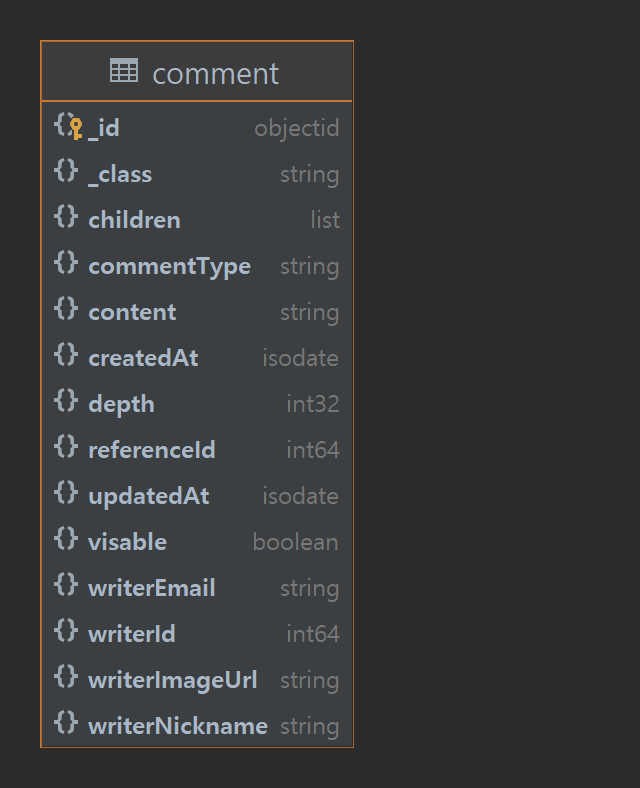 comment
_id objectid
_class string
children list
commentType string
content string
createdAt isodate
depth int32
referenceId int64
updatedAt isodate
visable boolean
writerEmail string
writerId int64
writerImageUrl string
writerNickname string